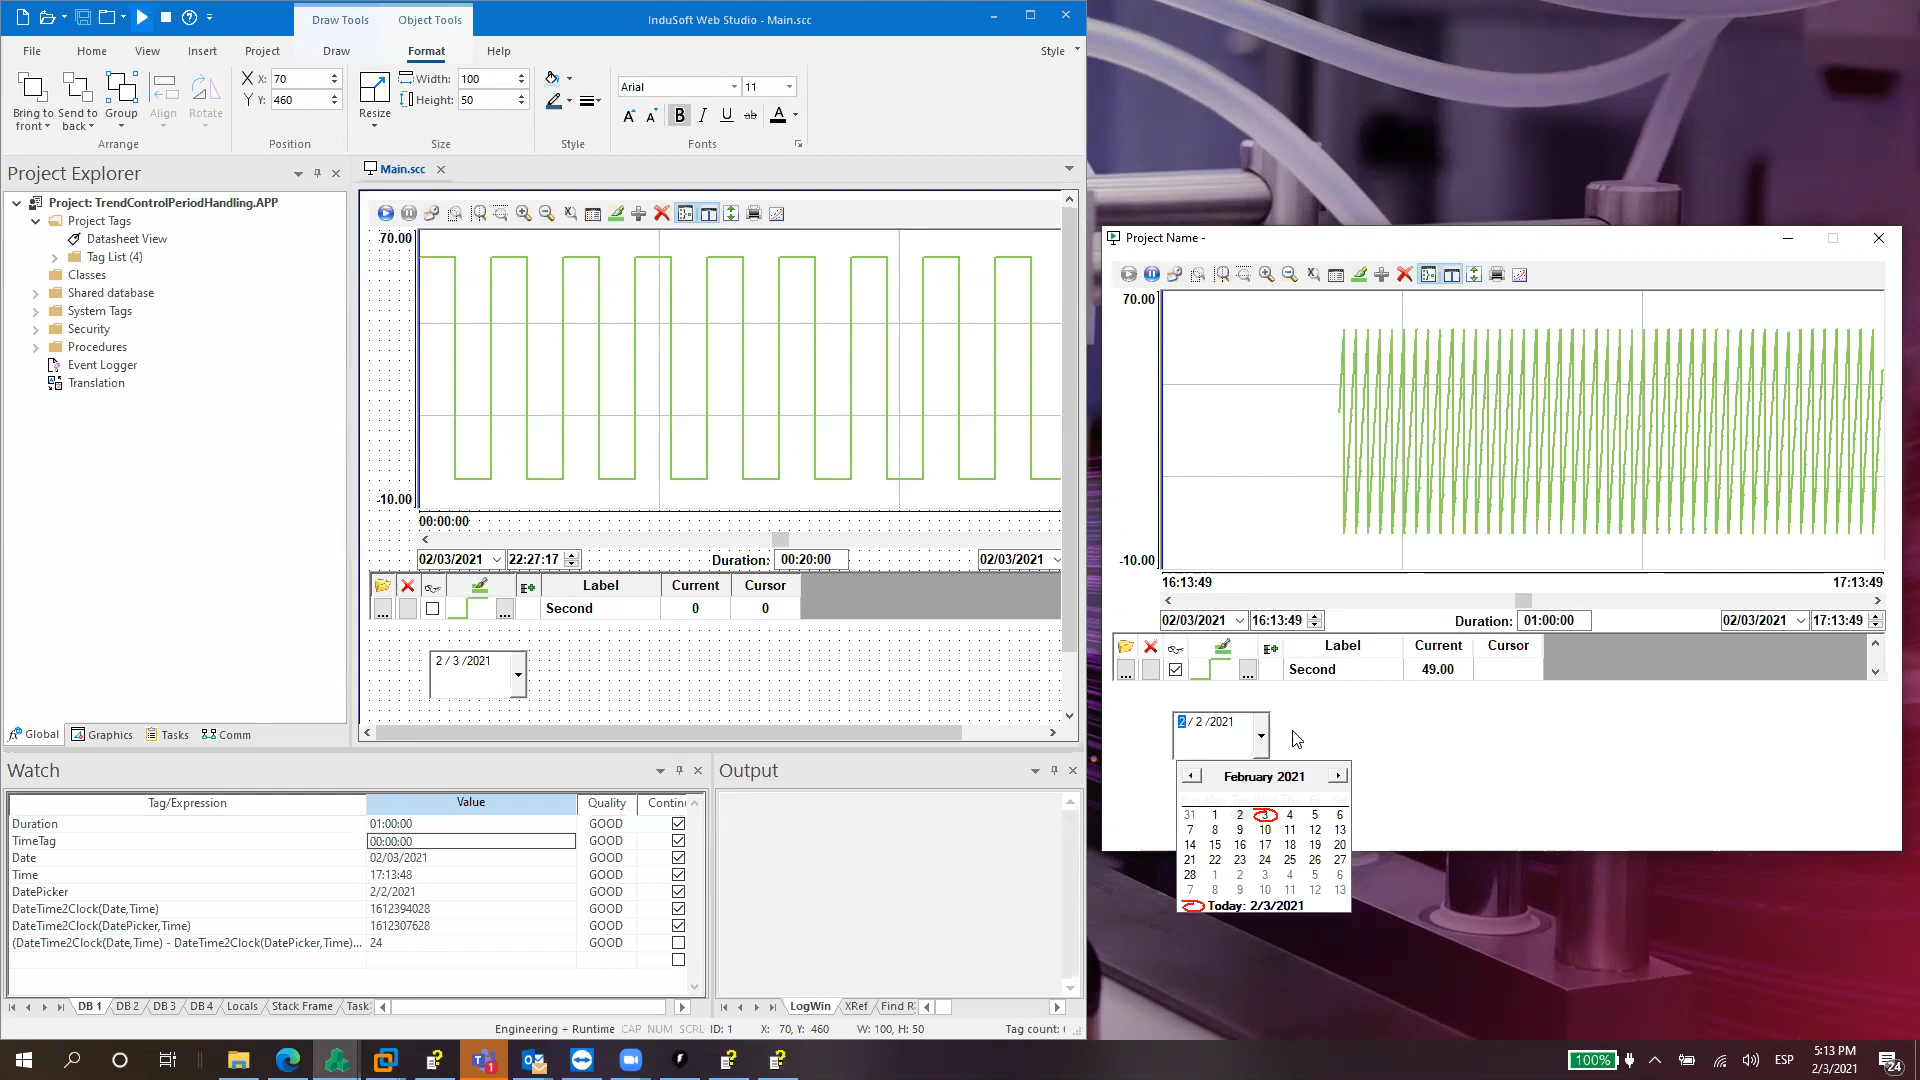 Draw Tools
Object Tools
InduSoft Web Studio - Main.scc
File
Home
View
Insert
Project
Draw
Format
Help
Style
Bring to
front
Send to
back
Group
Align
Rotate
X: 70
Y: 460
Resize
Width: 100
Height: 50
Arial
11
A A B I U ab A
Arrange
Position
Size
Style
Fonts
Project Explorer
Project: TrendControlPeriodHandling.APP
Project Tags
Datasheet View
Tag List (4)
Classes
Shared database
System Tags
Security
Procedures
Event Logger
Translation
Global
Graphics
Tasks
Comm
Main.scc
70.00
-10.00
00:00:00
02/03/2021
22:27:17
Duration: 00:20:00
02/03/2021
Label
Current
Cursor
Second
0
0
2 / 3 /2021
Project Name -
70.00
-10.00
16:13:49
17:13:49
02/03/2021
16:13:49
Duration: 01:00:00
02/03/2021
17:13:49
Label
Current
Cursor
Second
49.00
2 / 2 /2021
February 2021
31 1 2 3 4 5 6
7 8 9 10 11 12 13
14 15 16 17 18 19 20
21 22 23 24 25 26 27
28 1 2 3 4 5 6
7 8 9 10 11 12 13
Today: 2/3/2021
Watch
Tag/Expression Value Quality Continu
Duration 01:00:00 GOOD
TimeTag 00:00:00 GOOD
Date 02/03/2021 GOOD
Time 17:13:48 GOOD
DatePicker 2/2/2021 GOOD
DateTime2Clock(Date,Time) 1612394028 GOOD
DateTime2Clock(DatePicker,Time) 1612307628 GOOD
(DateTime2Clock(Date,Time) - DateTime2Clock(DatePicker,Time)... 24 GOOD
DB 1 DB 2 DB 3 DB 4 Locals Stack Frame Task
Output
LogWin XRef Find R
Engineering + Runtime CAP NUM SCRL ID: 1 X: 70, Y: 460 W: 100, H: 50 Tag count:
1
100%
ESP
5:13 PM
2/3/2021
24